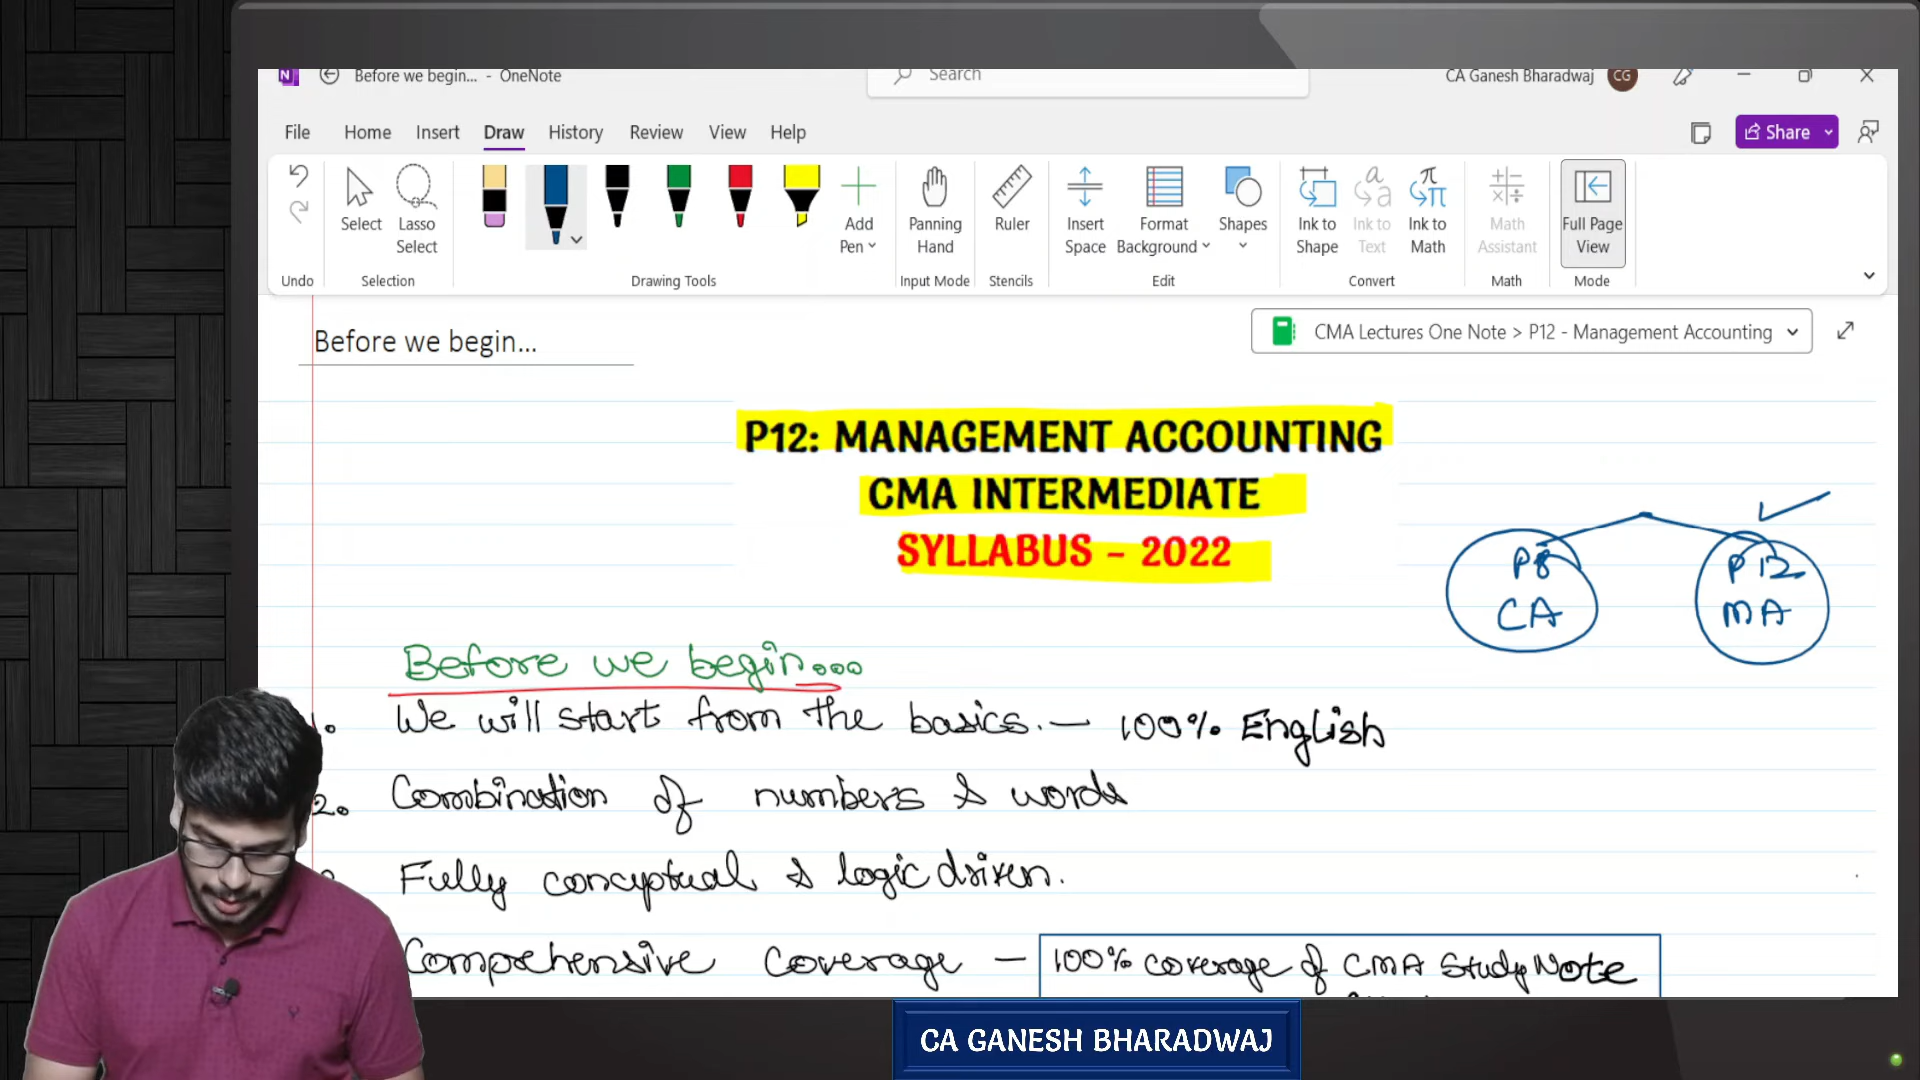 Before we begin... - OneNote
Search
CA Ganesh Bharadwaj CG
File Home Insert Draw History Review View Help
Share
Undo
Select
Lasso Select
Selection
Drawing Tools
Add Pen
Panning Hand
Input Mode
Ruler
Stencils
Insert Space
Format Background
Shapes
Edit
Ink to Shape
Ink to Text
Ink to Math
Convert
Math Assistant
Math
Full Page View
Mode
Before we begin...
CMA Lectures One Note > P12 - Management Accounting
P12: MANAGEMENT ACCOUNTING
CMA INTERMEDIATE
SYLLABUS - 2022
P8
CA
P12
MA
Before we begin....
1. We will start from the basics. — 100% English
2. Combination of numbers & words
Fully conceptual & logic driven.
Comprehensive Coverage — 100% coverage of CMA Study Note
CA GANESH BHARADWAJ